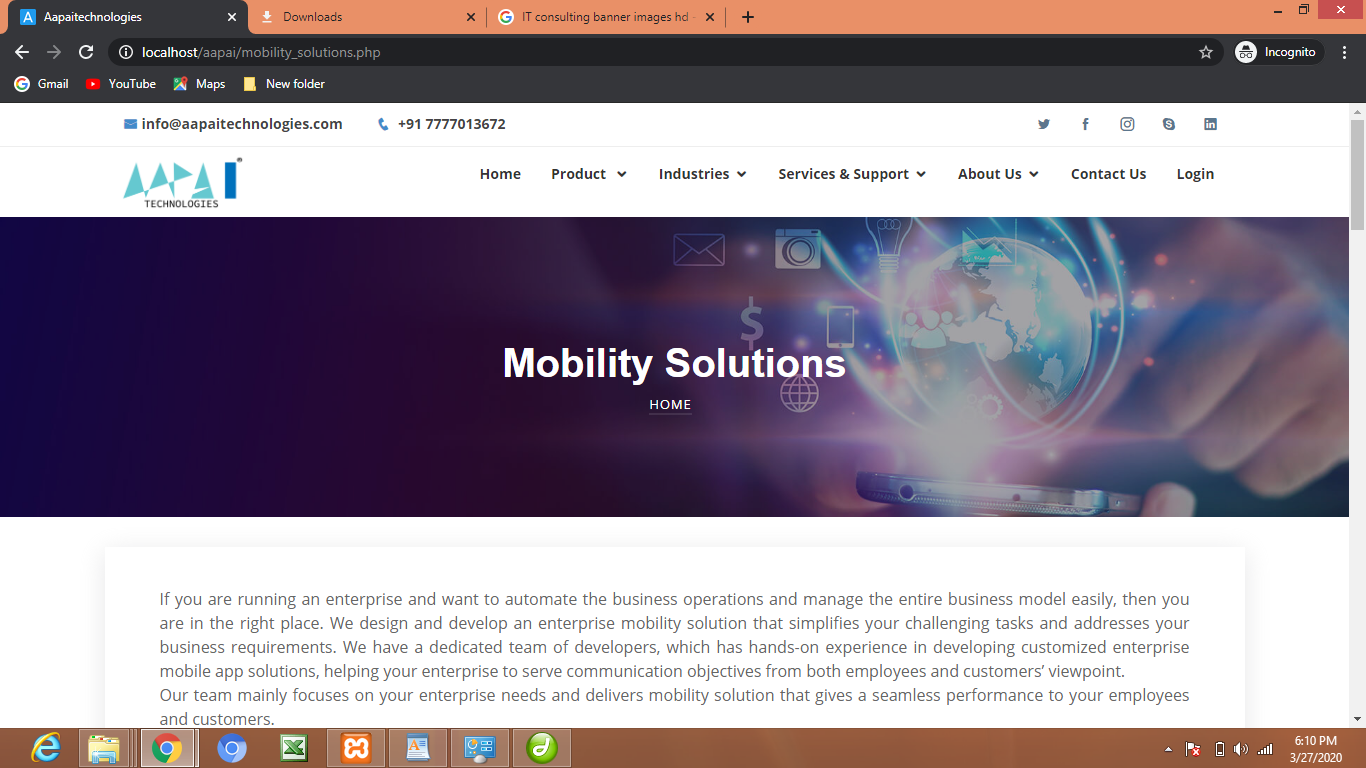 Aapaitechnologies
Downloads
IT consulting banner images hd -
localhost/aapai/mobility_solutions.php
Incognito
Gmail
YouTube
Maps
New folder
info@aapaitechnologies.com
+91 7777013672
AAPAI
TECHNOLOGIES
Home
Product
Industries
Services & Support
About Us
Contact Us
Login
Mobility Solutions
HOME
If you are running an enterprise and want to automate the business operations and manage the entire business model easily, then you
are in the right place. We design and develop an enterprise mobility solution that simplifies your challenging tasks and addresses your
business requirements. We have a dedicated team of developers, which has hands-on experience in developing customized enterprise
mobile app solutions, helping your enterprise to serve communication objectives from both employees and customers’ viewpoint.
Our team mainly focuses on your enterprise needs and delivers mobility solution that gives a seamless performance to your employees
and customers.
6:10 PM
3/27/2020